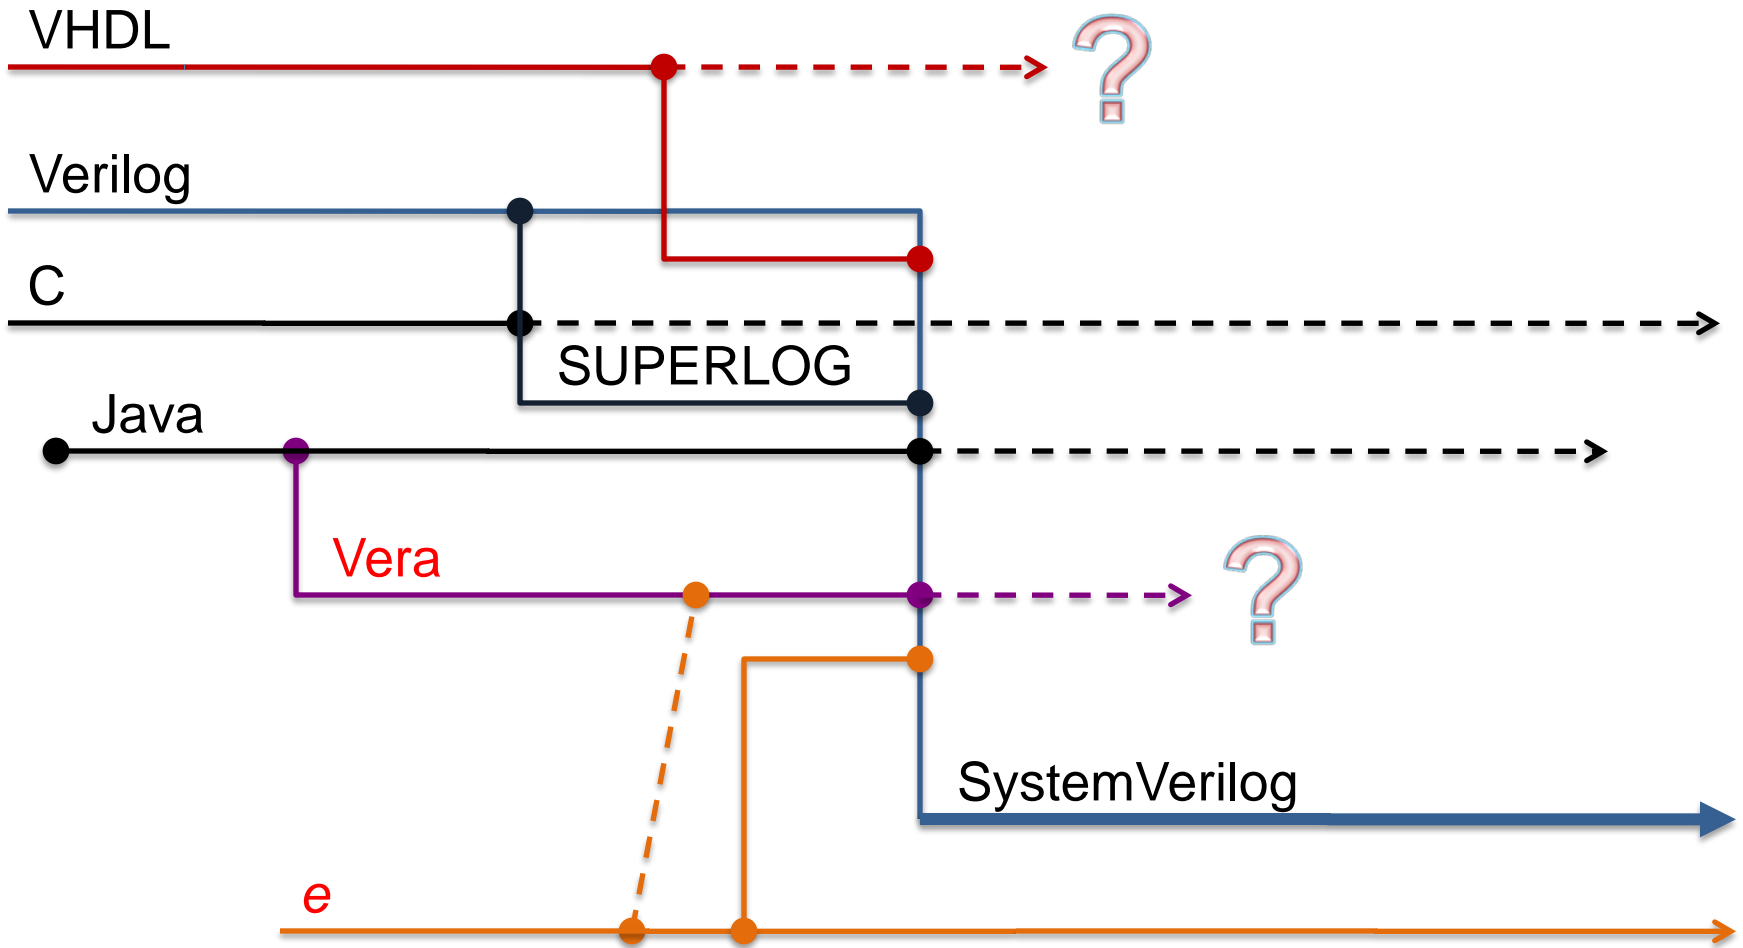 VHDL
?
Verilog
C
SUPERLOG
Java
Vera
?
SystemVerilog
e